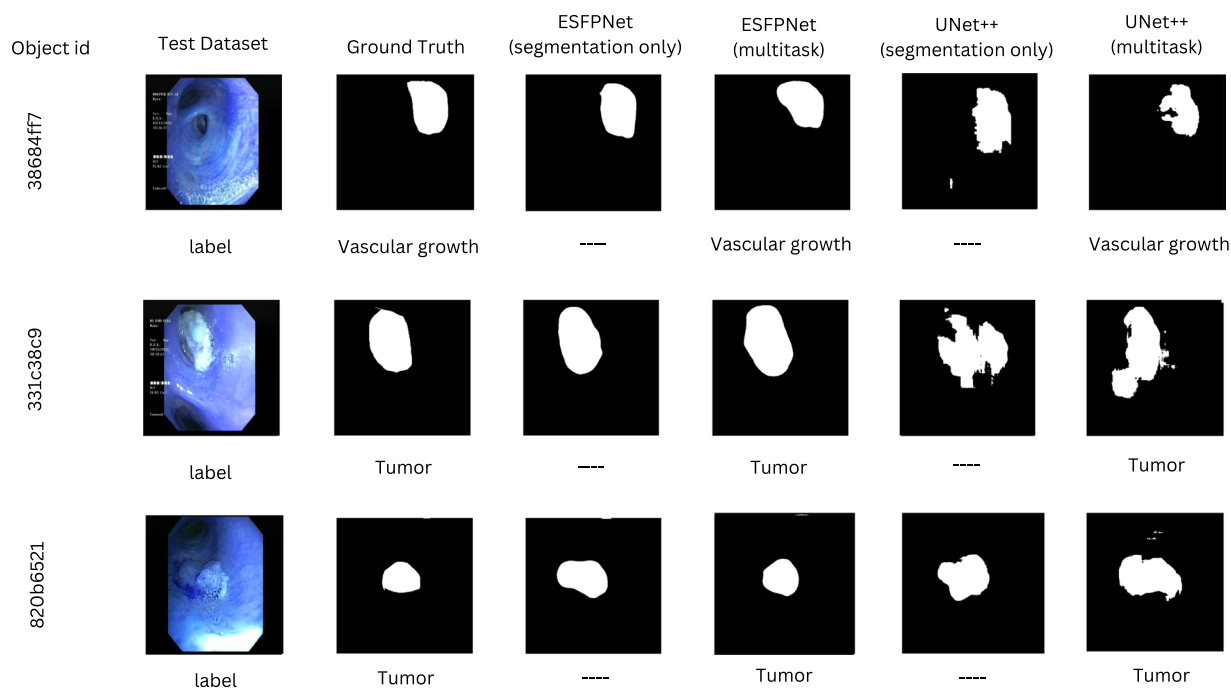 Object id
Test Dataset
Ground Truth
ESFPNet
(segmentation only)
ESFPNet
(multitask)
UNet++
(segmentation only)
UNet++
(multitask)
38684ff7
label
Vascular growth
----
Vascular growth
----
Vascular growth
331c38c9
label
Tumor
----
Tumor
----
Tumor
820b6521
label
Tumor
----
Tumor
----
Tumor